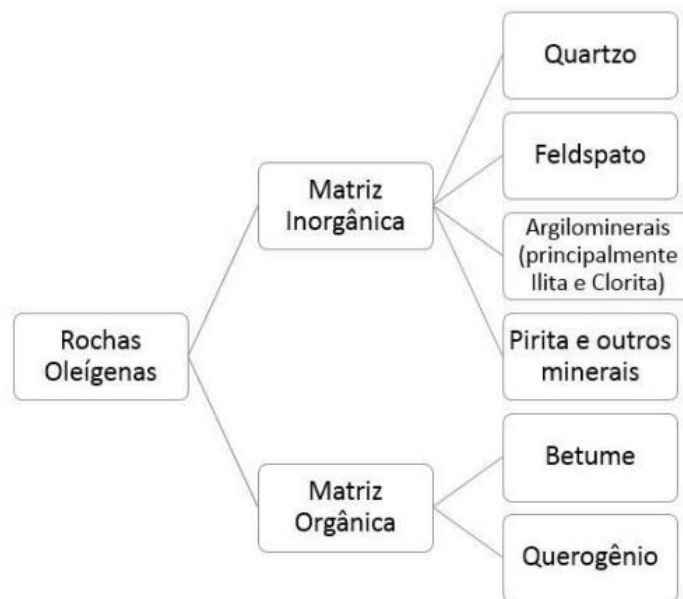 Rochas
Oleígenas
Matriz
Inorgânica
Quartzo
Feldspato
Argilominerais
(principalmente
Ilita e Clorita)
Pirita e outros
minerais
Matriz
Orgânica
Betume
Querogênio